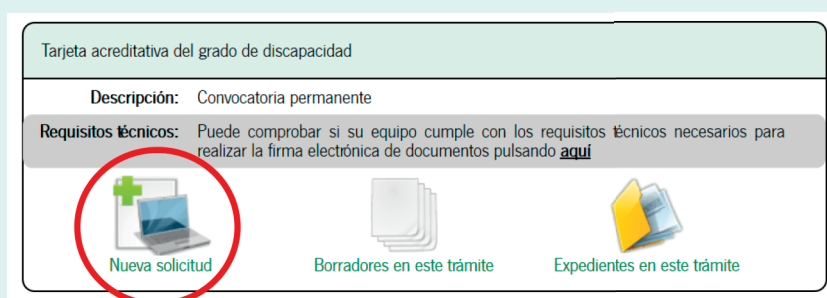 Tarjeta acreditativa del grado de discapacidad
Descripción: Convocatoria permanente
Requisitos técnicos: Puede comprobar si su equipo cumple con los requisitos técnicos necesarios para
realizar la firma electrónica de documentos pulsando aquí
Nueva solicitud Borradores en este trámite Expedientes en este trámite